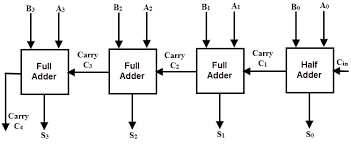 B3 A3 B2 A2 B1 A1 B0 A0
Carry C4
Full Adder
Carry C3
Full Adder
Carry C2
Full Adder
Carry C1
Half Adder
Cin
S3 S2 S1 S0